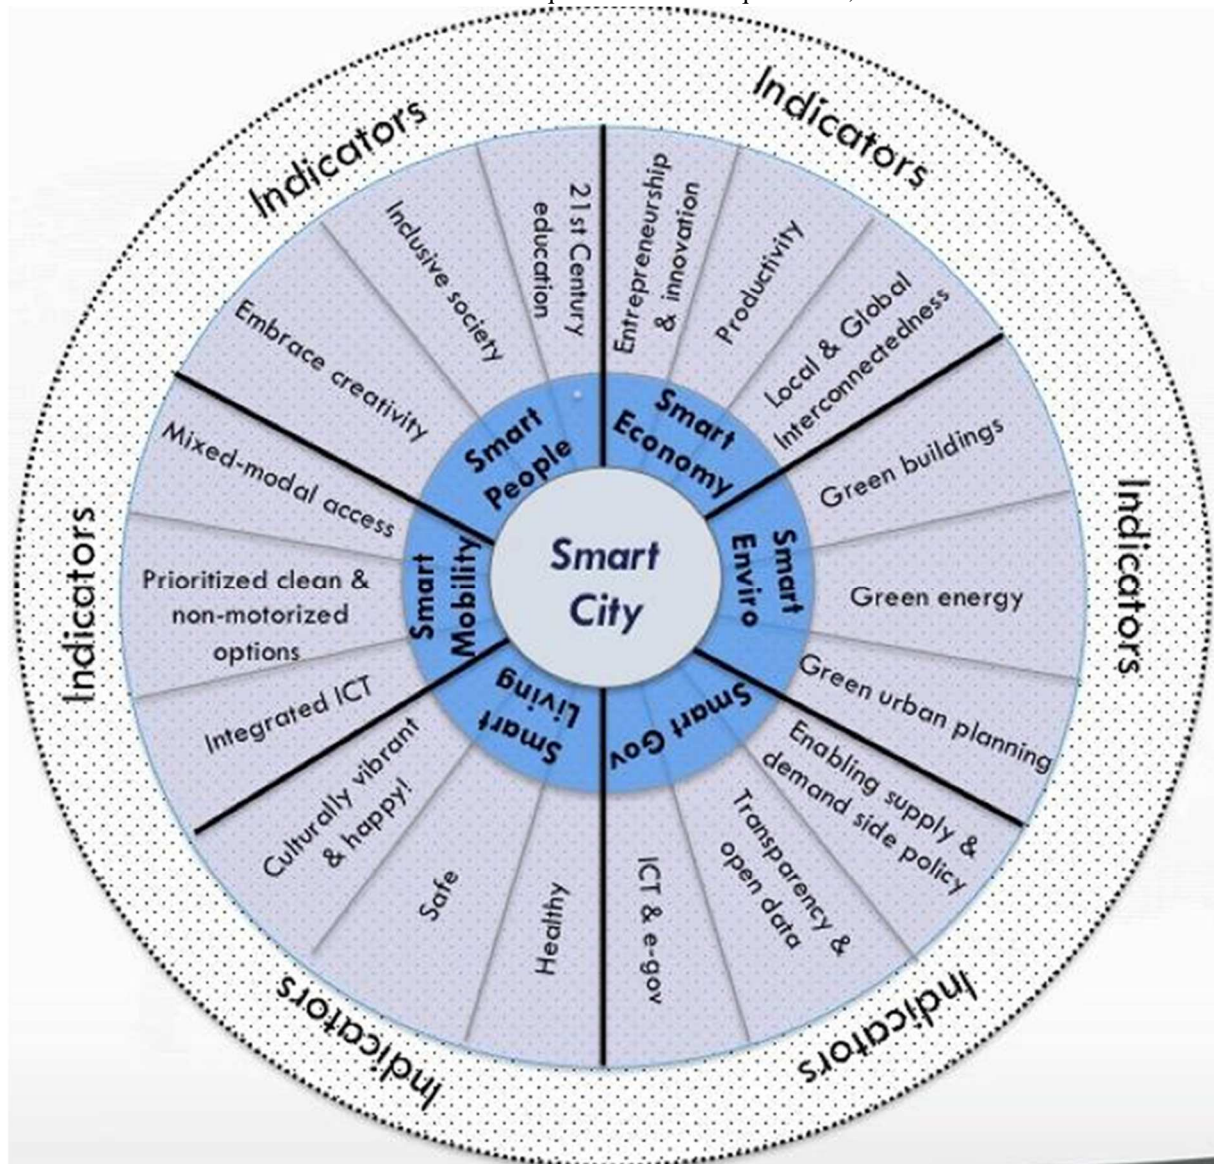 Indicators
Indicators
Indicators
Indicators
Indicators
Indicators
Smart
City
Smart
Economy
Entrepreneurship
& innovation
Productivity
Local & Global
Interconnectedness
Smart
Enviro
Green buildings
Green energy
Green urban planning
Smart Gov
Enabling supply &
demand side policy
Transparency &
open data
ICT & e-gov
Smart
Living
Healthy
Safe
Culturally vibrant
& happy!
Smart
Mobility
Integrated ICT
Prioritized clean &
non-motorized
options
Mixed-modal access
Smart
People
Embrace creativity
Inclusive society
21st Century
education